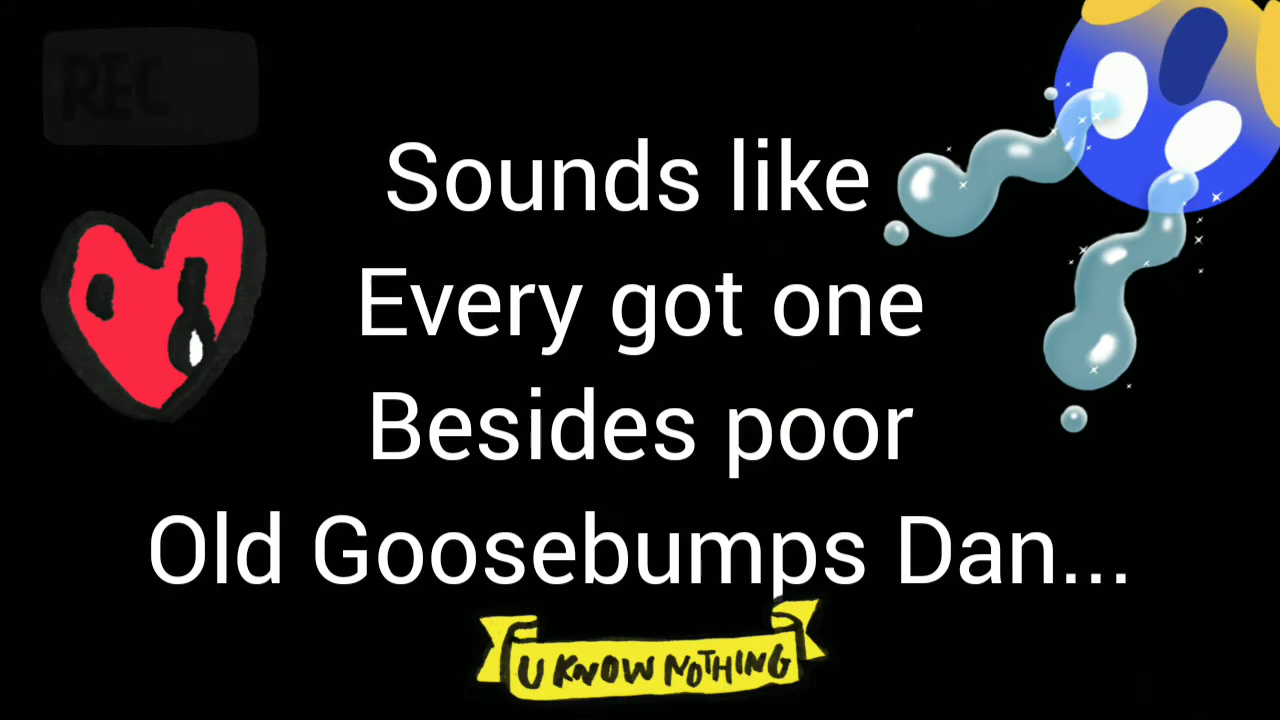 REC
Sounds like
Every got one
Besides poor
Old Goosebumps Dan...
U KNOW NOTHING